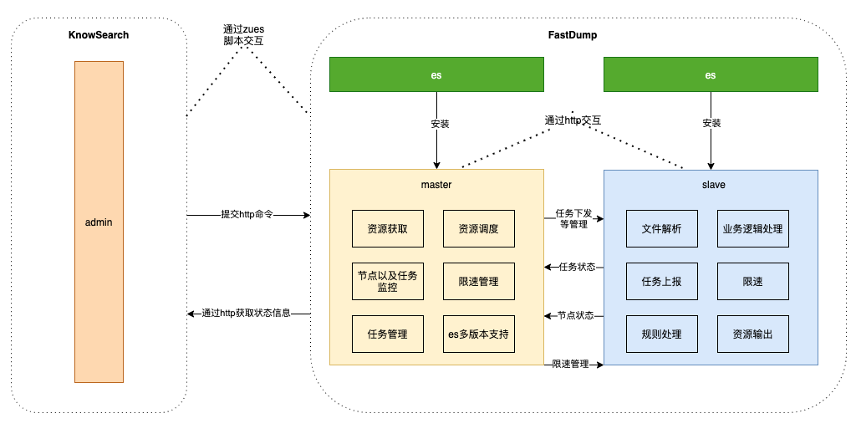 KnowSearch
通过zues
脚本交互
FastDump
es
es
安装
通过http交互
安装
admin
master
slave
提交http命令
资源获取
资源调度
任务下发
等管理
文件解析
业务逻辑处理
节点以及任务
监控
限速管理
任务状态
任务上报
限速
通过http获取状态信息
任务管理
es多版本支持
节点状态
规则处理
资源输出
限速管理